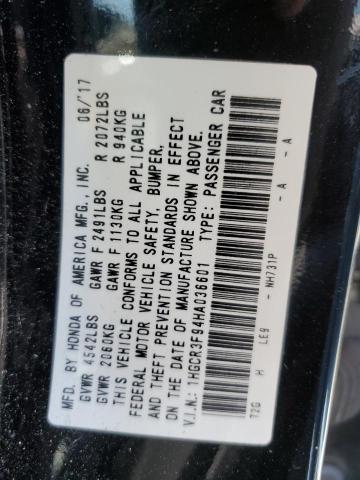 MFD. BY HONDA OF AMERICA MFG., INC. 06/'17
GVWR 4542LBS GAWR F 2491LBS R 2072LBS
GVWR 2060KG GAWR F 1130KG R 940KG
THIS VEHICLE CONFORMS TO ALL APPLICABLE
FEDERAL MOTOR VEHICLE SAFETY, BUMPER,
AND THEFT PREVENTION STANDARDS IN EFFECT
ON THE DATE OF MANUFACTURE SHOWN ABOVE.
V.I.N.: 1HGCR3F94HA036601 TYPE: PASSENGER CAR
T2G H LE9 - NH731P - A - A